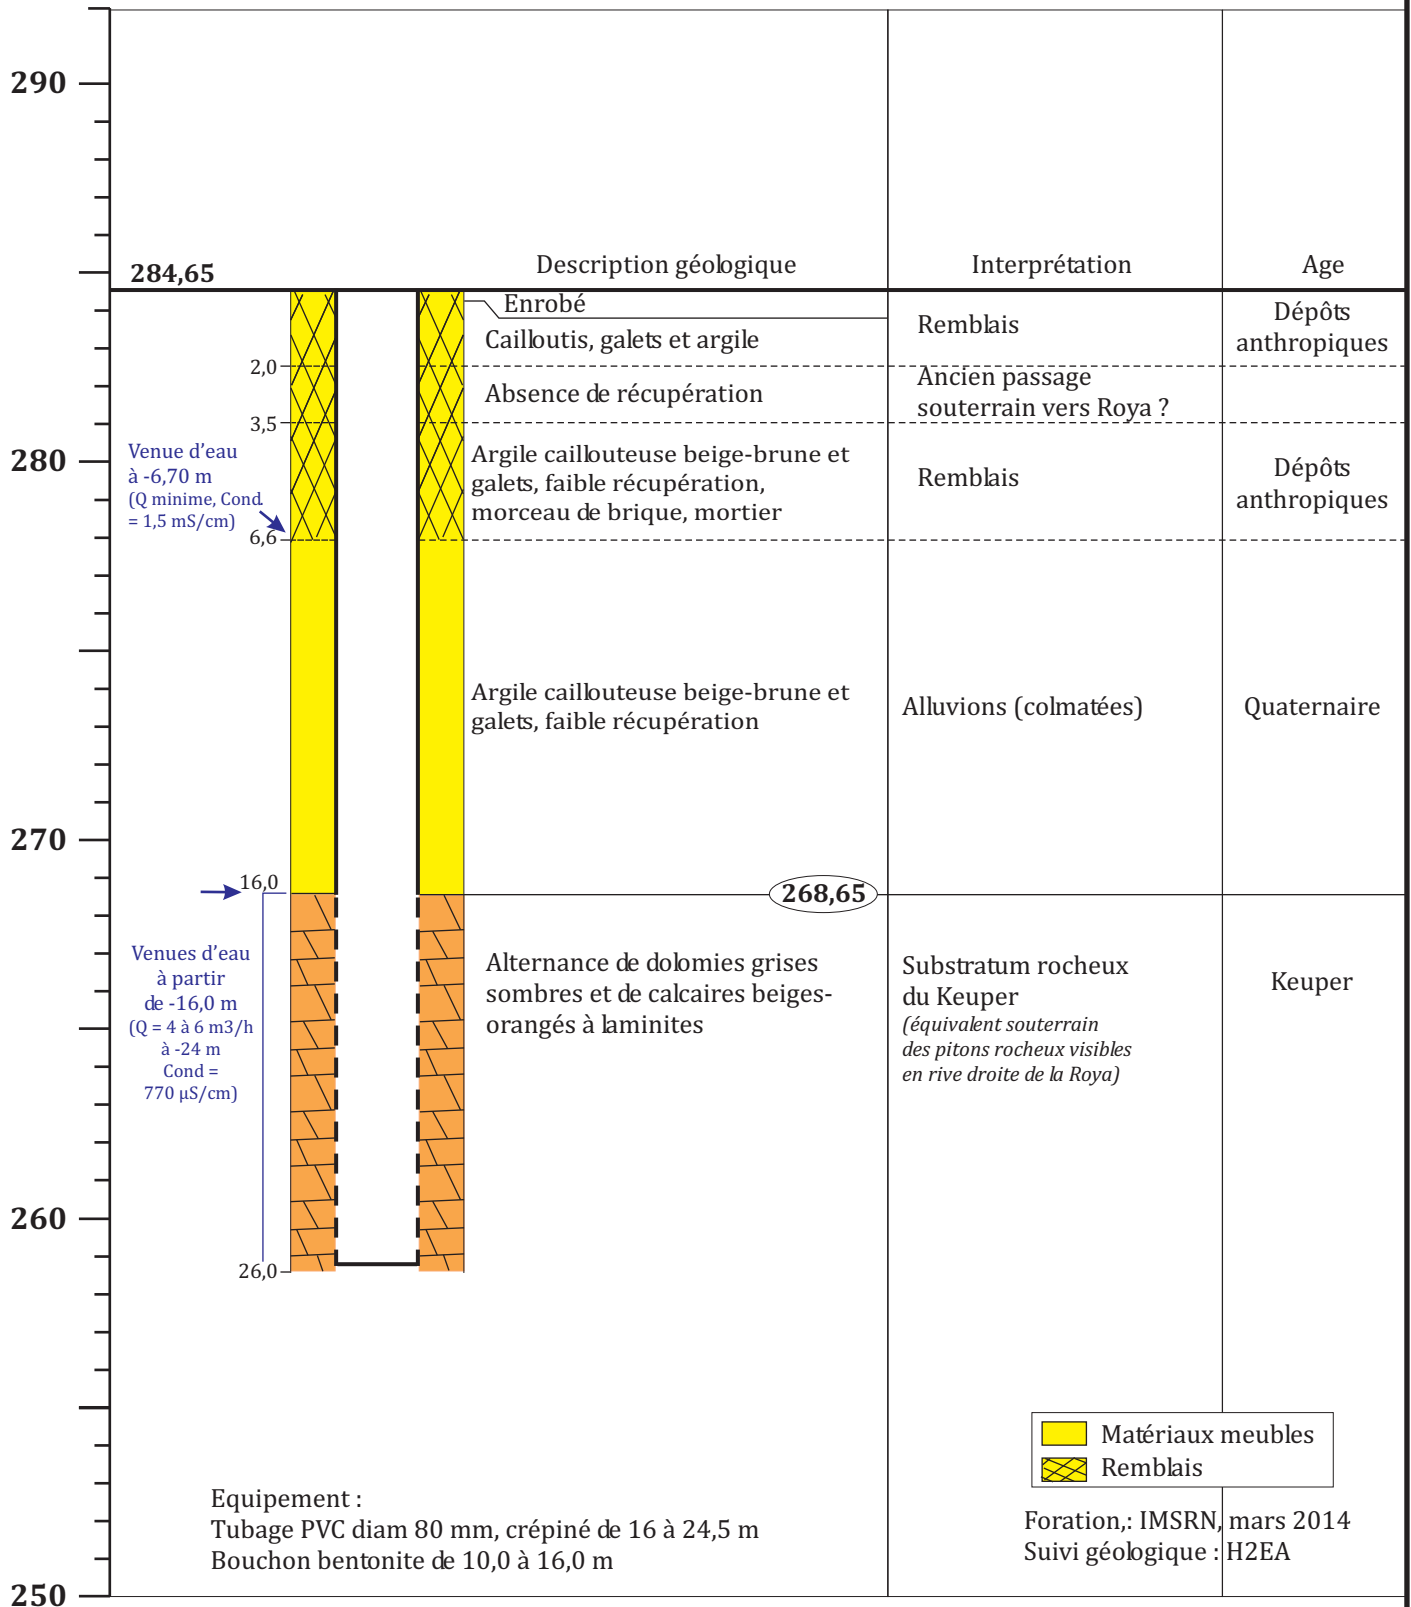 290
284,65
Description géologique
Interprétation
Age
Enrobé
Cailloutis, galets et argile
Remblais
Dépôts
anthropiques
2,0
Absence de récupération
Ancien passage
souterrain vers Roya ?
3,5
280
Venue d'eau
à -6,70 m
(Q minime, Cond.
= 1,5 mS/cm)
Argile caillouteuse beige-brune et
galets, faible récupération,
morceau de brique, mortier
Remblais
Dépôts
anthropiques
6,6
Argile caillouteuse beige-brune et
galets, faible récupération
Alluvions (colmatées)
Quaternaire
270
16,0
268,65
Venues d'eau
à partir
de -16,0 m
(Q = 4 à 6 m3/h
à -24 m
Cond =
770 µS/cm)
Alternance de dolomies grises
sombres et de calcaires beiges-
orangés à laminites
Substratum rocheux
du Keuper
(équivalent souterrain
des pitons rocheux visibles
en rive droite de la Roya)
Keuper
260
26,0
Matériaux meubles
Remblais
Equipement :
Tubage PVC diam 80 mm, crépiné de 16 à 24,5 m
Bouchon bentonite de 10,0 à 16,0 m
Foration,: IMSRN, mars 2014
Suivi géologique : H2EA
250